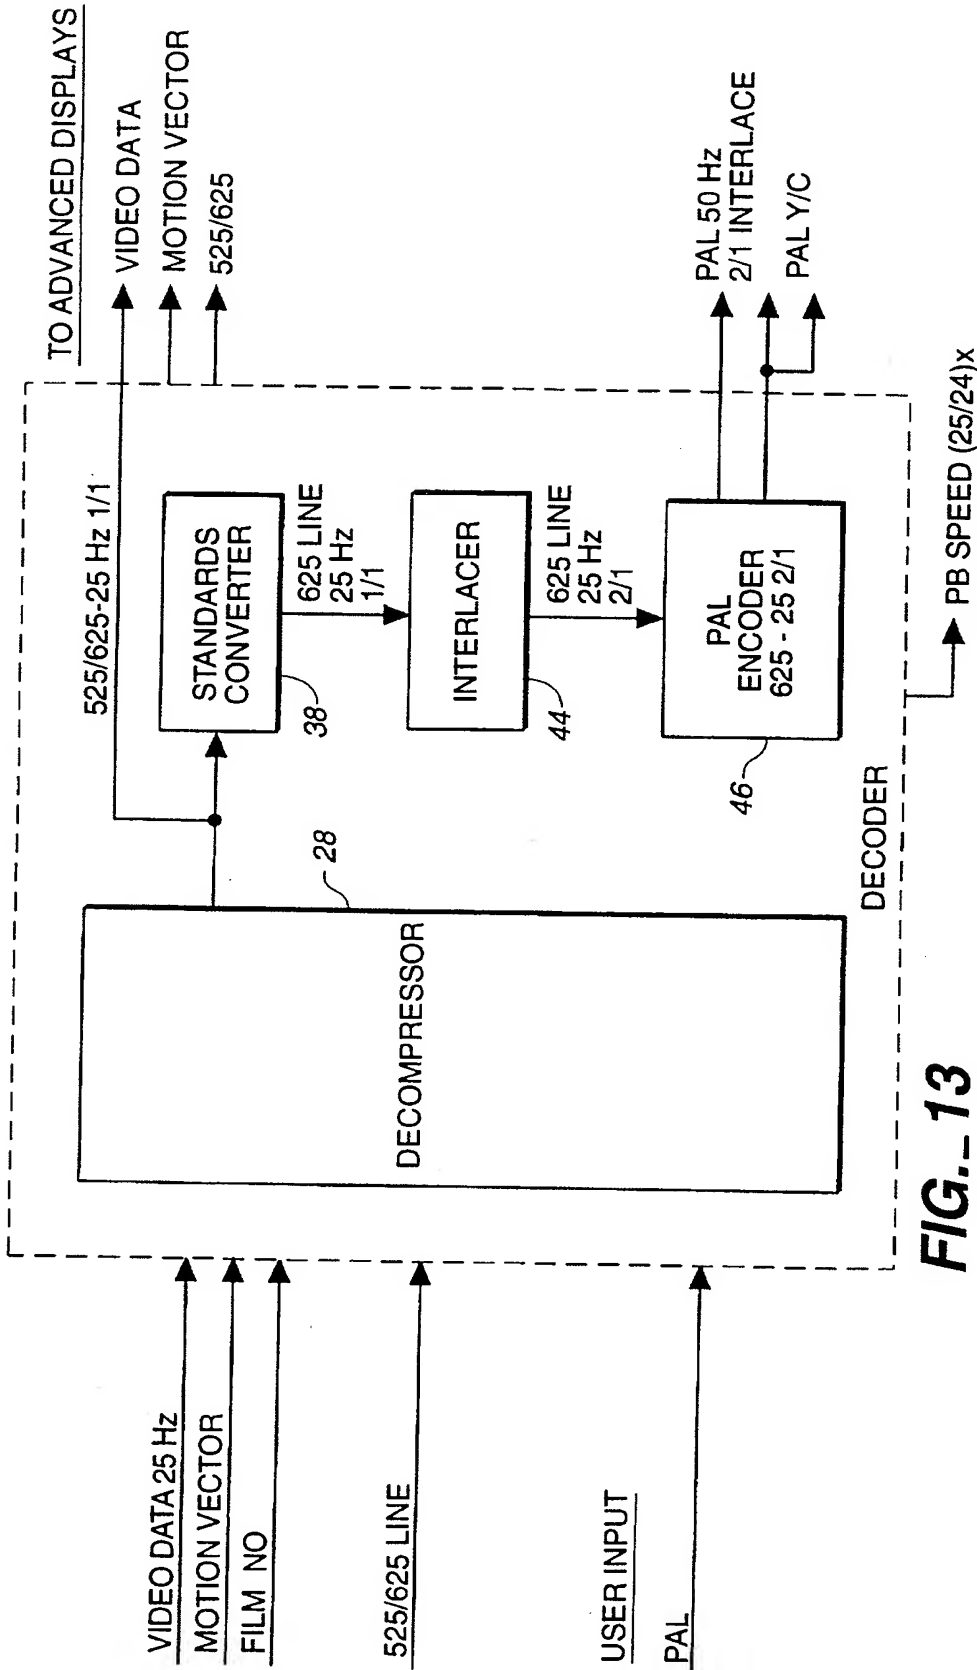 TO ADVANCED DISPLAYS
VIDEO DATA
MOTION VECTOR
525/625
525/625-25 Hz 1/1
VIDEO DATA 25 Hz
MOTION VECTOR
FILM NO
525/625 LINE
USER INPUT
PAL
DECOMPRESSOR
28
STANDARDS
CONVERTER
38
625 LINE
25 Hz
1/1
INTERLACER
44
625 LINE
25 Hz
2/1
PAL
ENCODER
625 - 25 2/1
46
PAL 50 Hz
2/1 INTERLACE
PAL Y/C
DECODER
PB SPEED (25/24)x
FIG._13